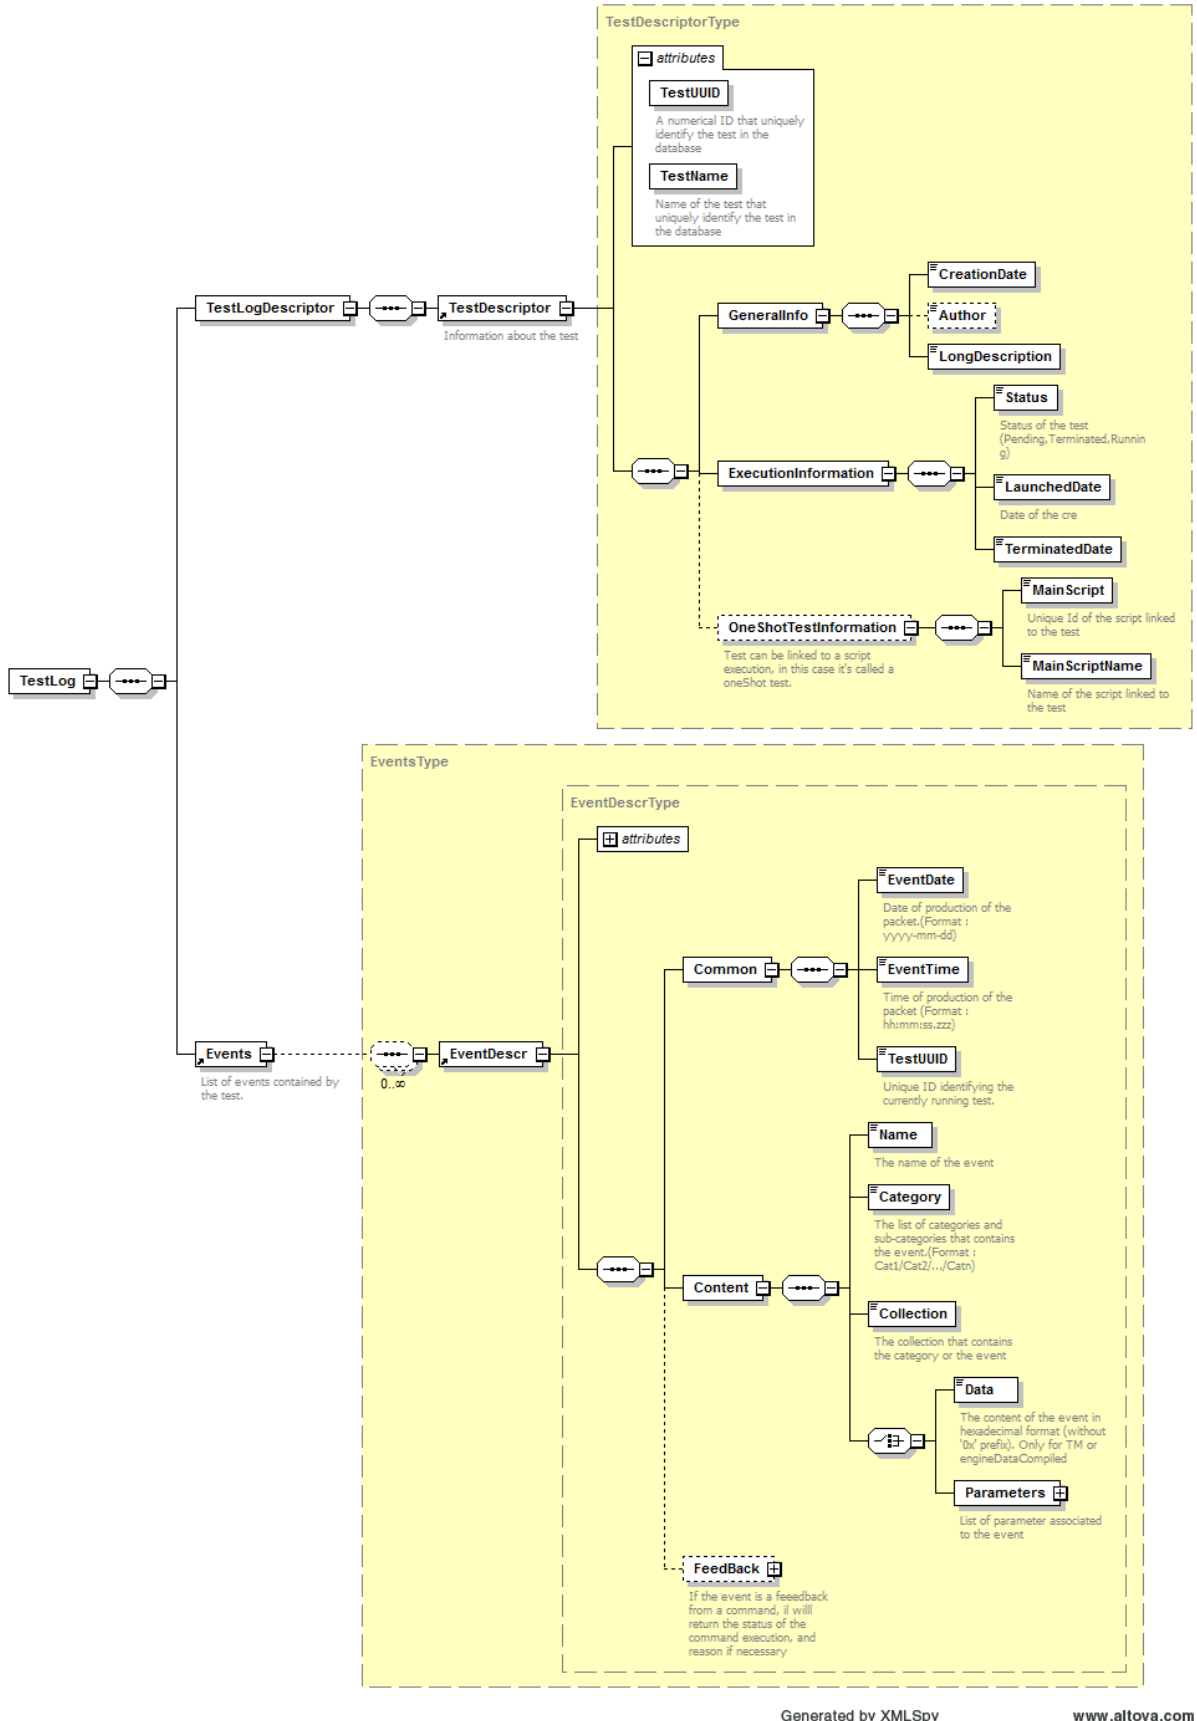 TestDescriptorType
attributes
TestUUID
A numerical ID that uniquely
identify the test in the
database
TestName
Name of the test that
uniquely identify the test in
the database
TestLogDescriptor
TestDescriptor
Information about the test
GeneralInfo
CreationDate
Author
LongDescription
ExecutionInformation
Status
Status of the test
(Pending,Terminated,Runnin
g)
LaunchedDate
Date of the cre
TerminatedDate
OneShotTestInformation
Test can be linked to a script
execution, in this case it's called a
oneShot test.
MainScript
Unique Id of the script linked
to the test
MainScriptName
Name of the script linked to
the test
TestLog
EventsType
EventDescrType
attributes
Common
EventDate
Date of production of the
packet.(Format :
yyyy-mm-dd)
EventTime
Time of production of the
packet (Format :
hh:mm:ss.zzz)
TestUUID
Unique ID identifying the
currently running test.
Events
List of events contained by
the test.
0..∞
EventDescr
Content
Name
The name of the event
Category
The list of categories and
sub-categories that contains
the event.(Format :
Cat1/Cat2/.../Catn)
Collection
The collection that contains
the category or the event
Data
The content of the event in
hexadecimal format (without
'0x' prefix). Only for TM or
engineDataCompiled
Parameters
List of parameter associated
to the event
FeedBack
If the event is a feeedback
from a command, il willl
return the status of the
command execution, and
reason if necessary
Generated by XMLSpy
www.altova.com